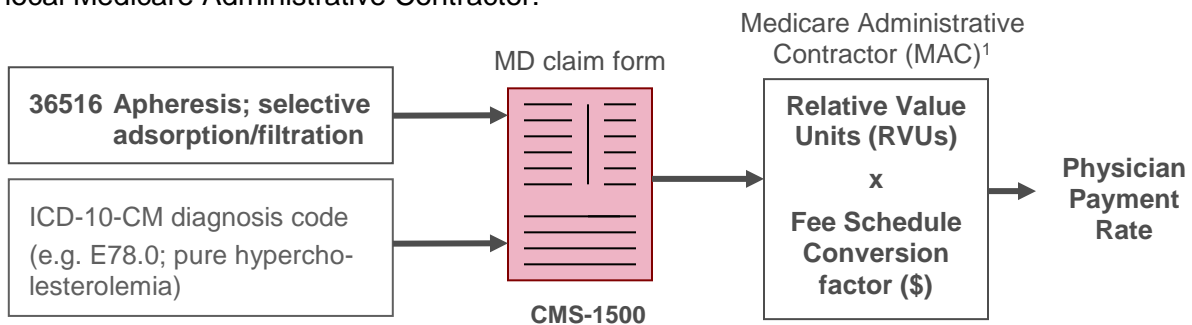 local Medicare Administrative Contractor.
Medicare Administrative
Contractor (MAC)1
MD claim form
36516 Apheresis; selective
adsorption/filtration
ICD-10-CM diagnosis code
(e.g. E78.0; pure hypercho-
lesterolemia)
CMS-1500
Relative Value
Units (RVUs)
x
Fee Schedule
Conversion
factor ($)
Physician
Payment
Rate